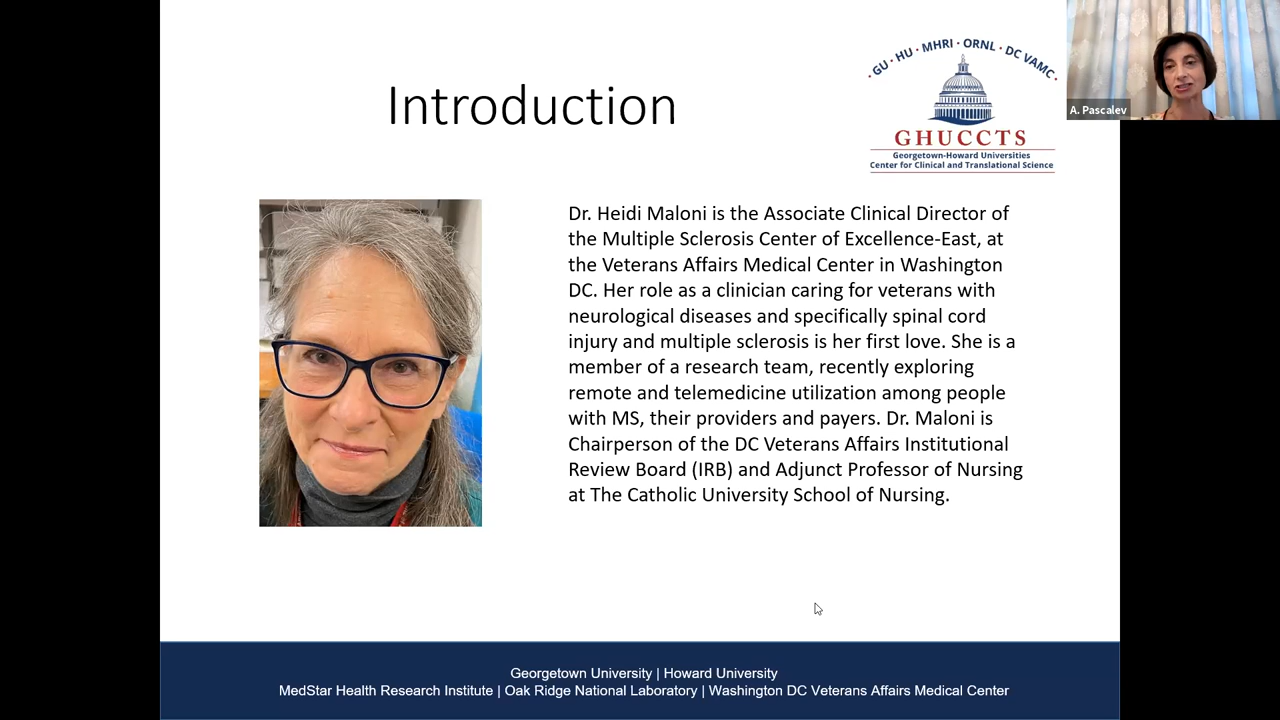 Introduction
• GU • HU • MHRI • ORNL • DC VAMC •
GHUCCTS
Georgetown-Howard Universities
Center for Clinical and Translational Science
A. Pascalev
Dr. Heidi Maloni is the Associate Clinical Director of
the Multiple Sclerosis Center of Excellence-East, at
the Veterans Affairs Medical Center in Washington
DC. Her role as a clinician caring for veterans with
neurological diseases and specifically spinal cord
injury and multiple sclerosis is her first love. She is a
member of a research team, recently exploring
remote and telemedicine utilization among people
with MS, their providers and payers. Dr. Maloni is
Chairperson of the DC Veterans Affairs Institutional
Review Board (IRB) and Adjunct Professor of Nursing
at The Catholic University School of Nursing.
Georgetown University | Howard University
MedStar Health Research Institute | Oak Ridge National Laboratory | Washington DC Veterans Affairs Medical Center